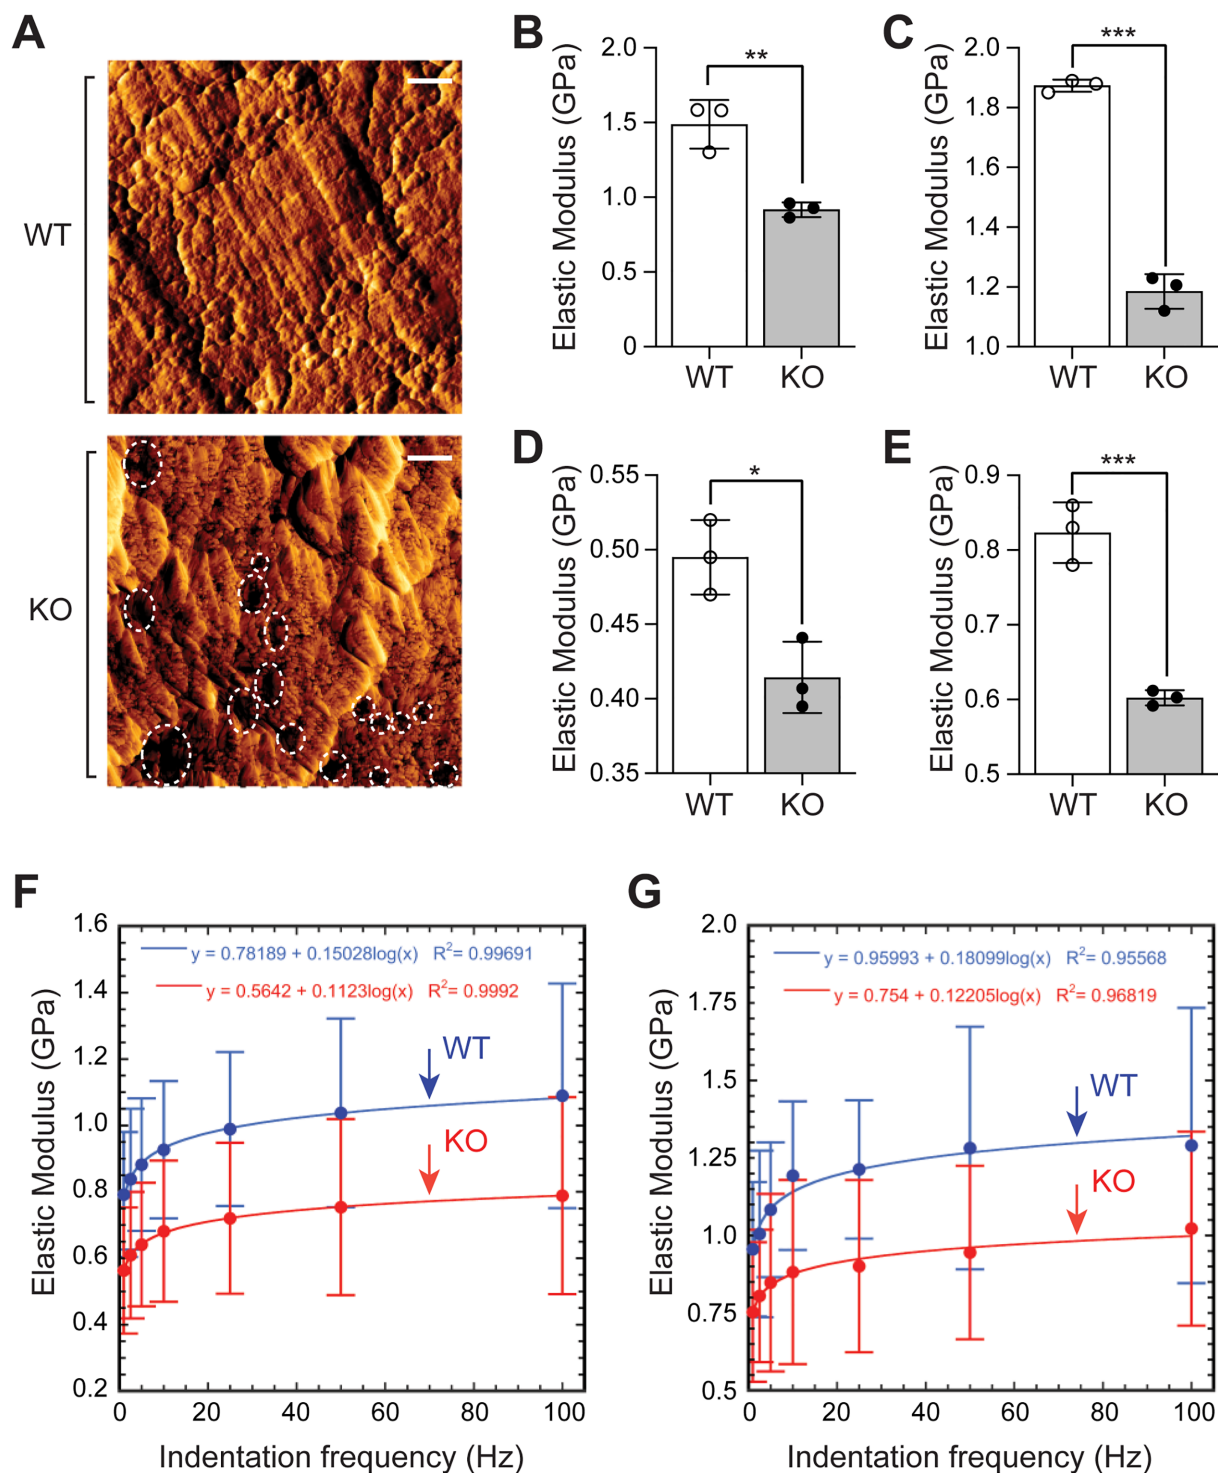 A
WT
KO
B
Elastic Modulus (GPa)
2.0
1.5
1.0
0.5
0
**
WT KO
C
Elastic Modulus (GPa)
2.0
1.8
1.6
1.4
1.2
1.0
***
WT KO
D
Elastic Modulus (GPa)
0.55
0.50
0.45
0.40
0.35
*
WT KO
E
Elastic Modulus (GPa)
0.9
0.8
0.7
0.6
0.5
***
WT KO
F
Elastic Modulus (GPa)
1.6
1.4
1.2
1.0
0.8
0.6
0.4
0.2
y = 0.78189 + 0.15028log(x) R²= 0.99691
y = 0.5642 + 0.1123log(x) R²= 0.9992
WT
KO
0 20 40 60 80 100
Indentation frequency (Hz)
G
Elastic Modulus (GPa)
2.0
1.75
1.5
1.25
1.0
0.75
0.5
y = 0.95993 + 0.18099log(x) R²= 0.95568
y = 0.754 + 0.12205log(x) R²= 0.96819
WT
KO
0 20 40 60 80 100
Indentation frequency (Hz)